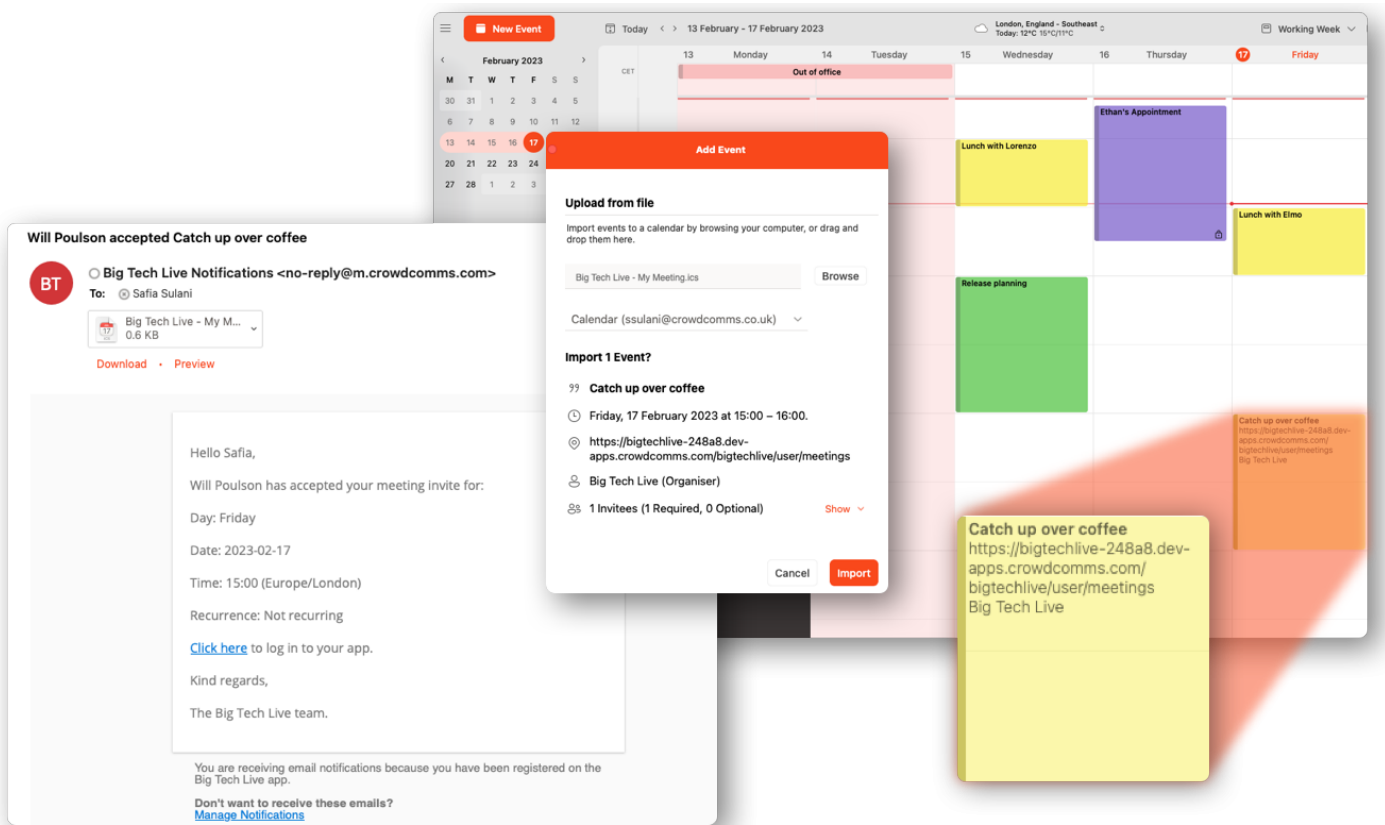 New Event
Today
13 February - 17 February 2023
London, England - Southeast
Today: 12°C 15°C/11°C
Working Week
February 2023
M T W T F S S
30 31 1 2 3 4 5
6 7 8 9 10 11 12
13 14 15 16 17
20 21 22 23 24
27 28 1 2 3
CET
13 Monday
14 Tuesday
15 Wednesday
16 Thursday
17 Friday
Out of office
Ethan's Appointment
Lunch with Lorenzo
Lunch with Elmo
Release planning
Catch up over coffee
https://bigtechlive-248a8.dev-
apps.crowdcomms.com/
bigtechlive/user/meetings
Big Tech Live
Add Event
Upload from file
Import events to a calendar by browsing your computer, or drag and
drop them here.
Big Tech Live - My Meeting.ics
Browse
Calendar (ssulani@crowdcomms.co.uk)
Import 1 Event?
Catch up over coffee
Friday, 17 February 2023 at 15:00 – 16:00.
https://bigtechlive-248a8.dev-
apps.crowdcomms.com/bigtechlive/user/meetings
Big Tech Live (Organiser)
1 Invitees (1 Required, 0 Optional)
Show
Cancel
Import
Will Poulson accepted Catch up over coffee
BT
Big Tech Live Notifications <no-reply@m.crowdcomms.com>
To: Safia Sulani
17
Big Tech Live - My M...
0.6 KB
Download • Preview
Hello Safia,
Will Poulson has accepted your meeting invite for:
Day: Friday
Date: 2023-02-17
Time: 15:00 (Europe/London)
Recurrence: Not recurring
Click here to log in to your app.
Kind regards,
The Big Tech Live team.
You are receiving email notifications because you have been registered on the
Big Tech Live app.
Don't want to receive these emails?
Manage Notifications
Catch up over coffee
https://bigtechlive-248a8.dev-
apps.crowdcomms.com/
bigtechlive/user/meetings
Big Tech Live